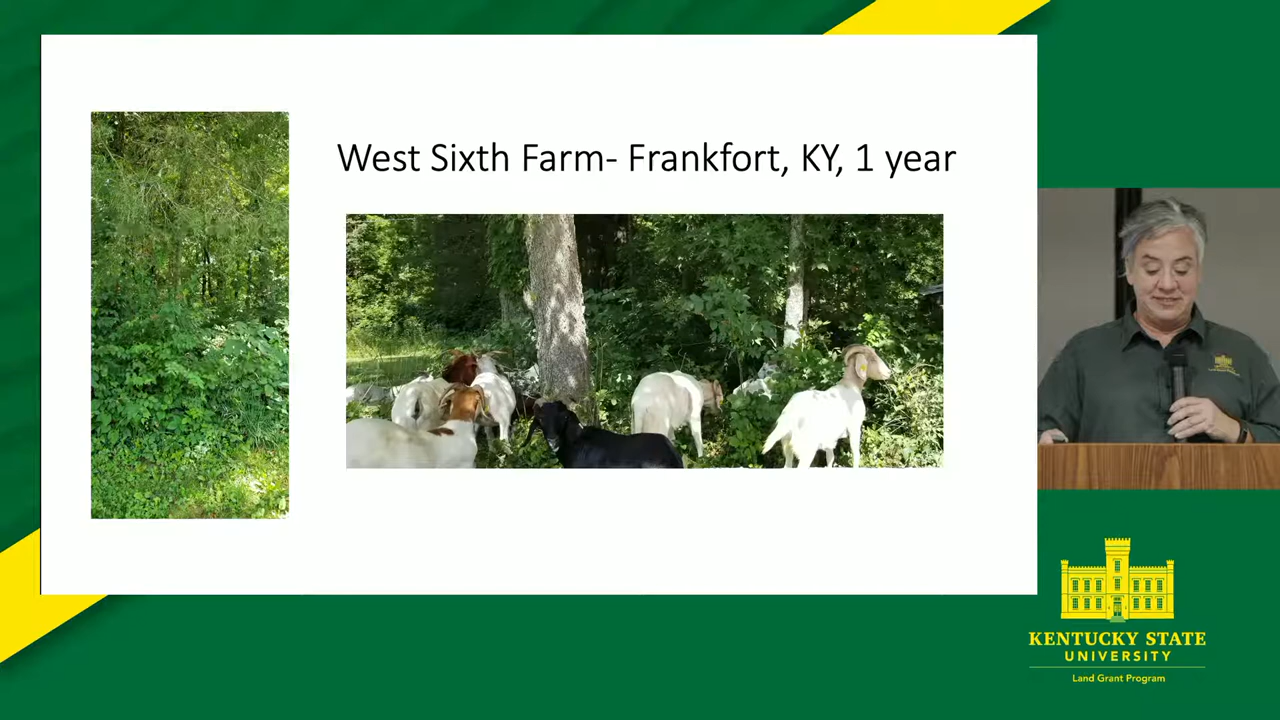 West Sixth Farm- Frankfort, KY, 1 year
KENTUCKY STATE
UNIVERSITY
Land Grant Program